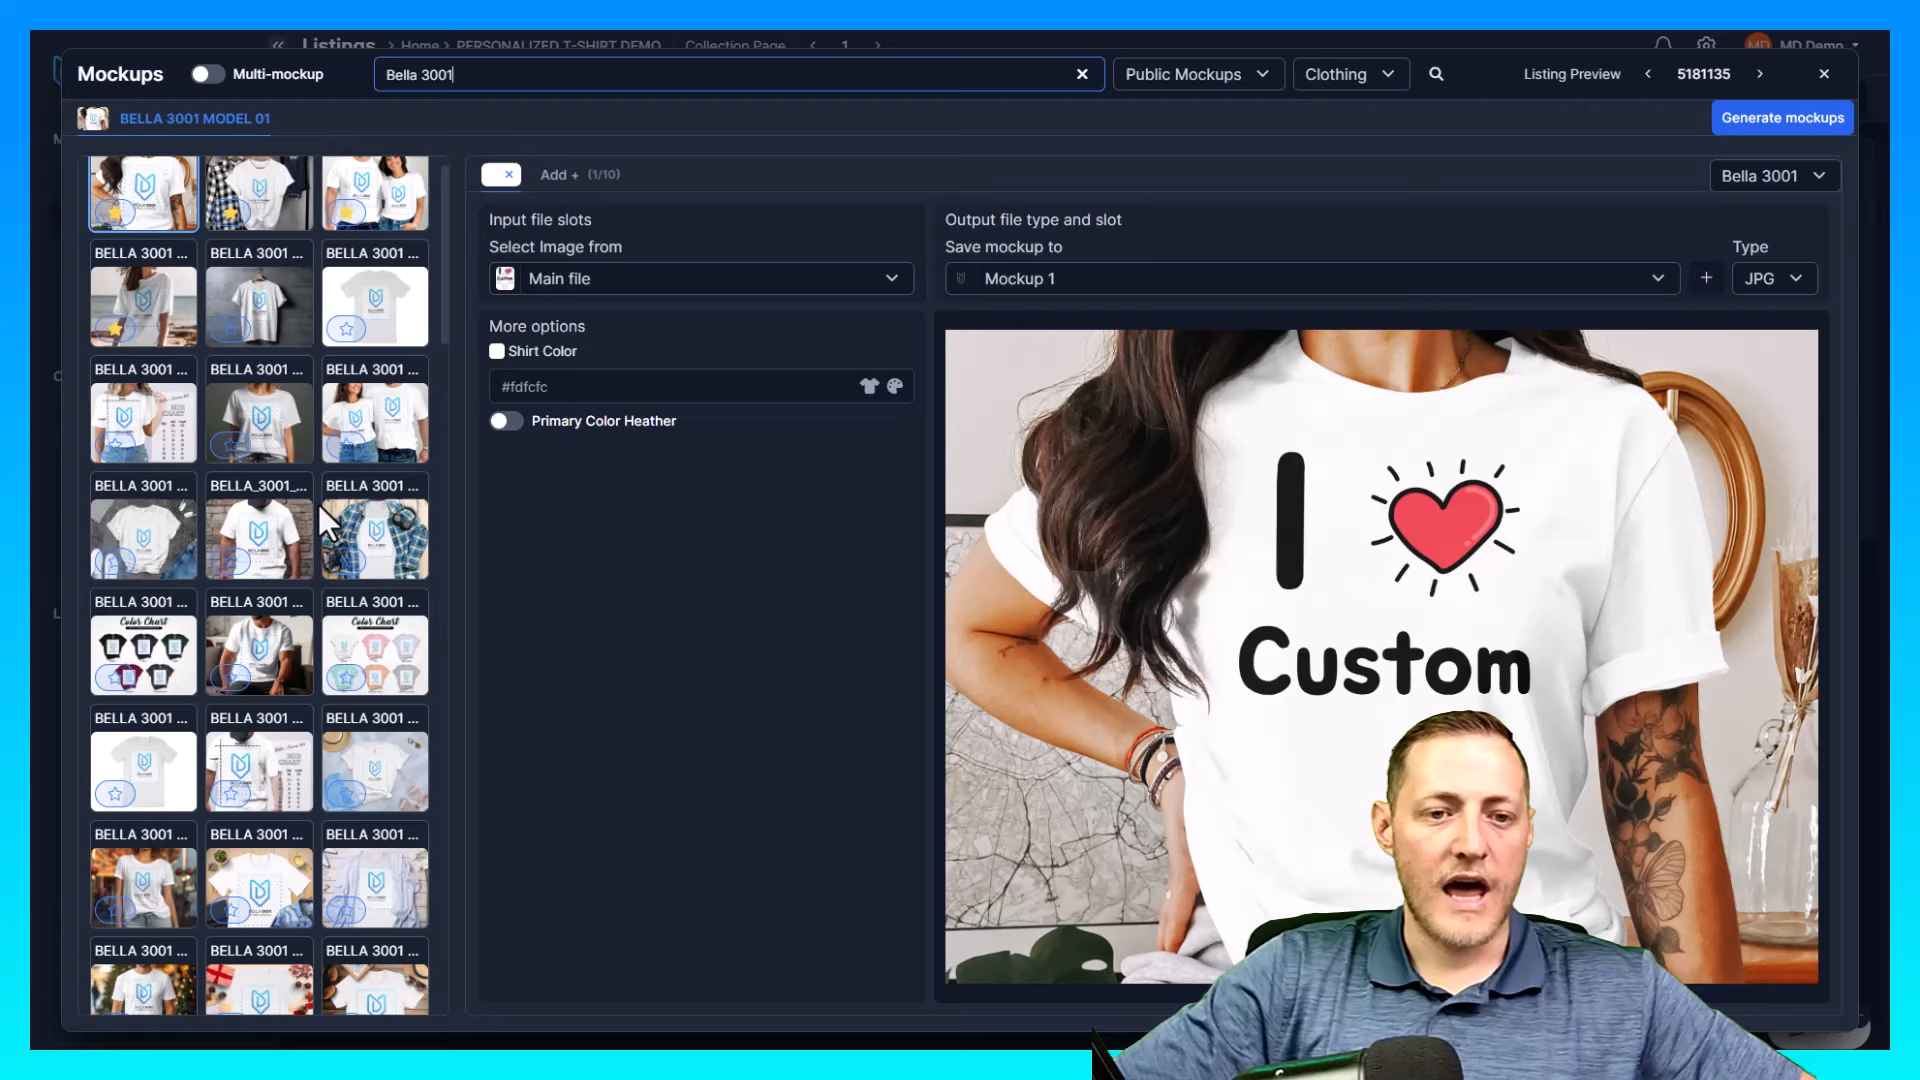 Listings > Home > PERSONALIZED T-SHIRT DEMO Collection Page 1 MD MD Demo
Mockups Multi-mockup Bella 3001 Public Mockups Clothing Listing Preview 5181135
BELLA 3001 MODEL 01 Generate mockups
Add + (1/10) Bella 3001
Input file slots Output file type and slot
Select Image from Save mockup to Type
Main file Mockup 1 JPG
More options
Shirt Color
#fdfcfc
Primary Color Heather
BELLA 3001 ... BELLA 3001 ... BELLA 3001 ...
BELLA 3001 ... BELLA 3001 ... BELLA 3001 ...
BELLA 3001 ... BELLA_3001_... BELLA 3001 ...
BELLA 3001 ... BELLA 3001 ... BELLA 3001 ...
Color Chart Color Chart
BELLA 3001 ... BELLA 3001 ... BELLA 3001 ...
BELLA 3001 ... BELLA 3001 ... BELLA 3001 ...
BELLA 3001 ... BELLA 3001 ... BELLA 3001 ...
I
Custom